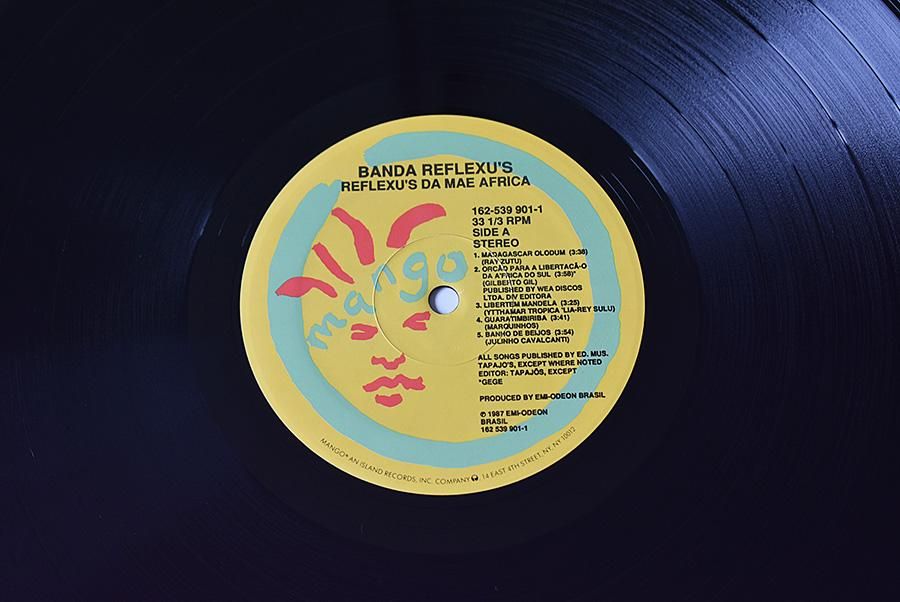 BANDA REFLEXU'S
REFLEXU'S DA MAE AFRICA
162-539 901-1
33 1/3 RPM
SIDE A
STEREO
1. MADAGASCAR OLODUM (3:38)
(RAY ZUTU)
2. ORCÃO PARA A LIBERTACÃ-O
DA AFRICA DO SUL (3:58)*
(GILBERTO GIL)
PUBLISHED BY WEA DISCOS
LTDA. DIV EDITORA
3. LIBERTEM MANDELA (3:25)
(YTTHAMAR TROPICA "LIA-REY SULU)
4. GUARATIMBIRIBA (3:41)
(MARQUINHOS)
5. BANHO DE BEIJOS (3:54)
(JULINHO CAVALCANTI)
mango
ALL SONGS PUBLISHED BY ED. MUS.
TAPAJO'S, EXCEPT WHERE NOTED
EDITOR: TAPAJÓS, EXCEPT
*GEGE
PRODUCED BY EMI-ODEON BRASIL
℗ 1987 EMI-ODEON
BRASIL
162 539 901-1
MANGO® AN ISLAND RECORDS, INC. COMPANY, 14 EAST 4TH STREET, NY, NY 10012